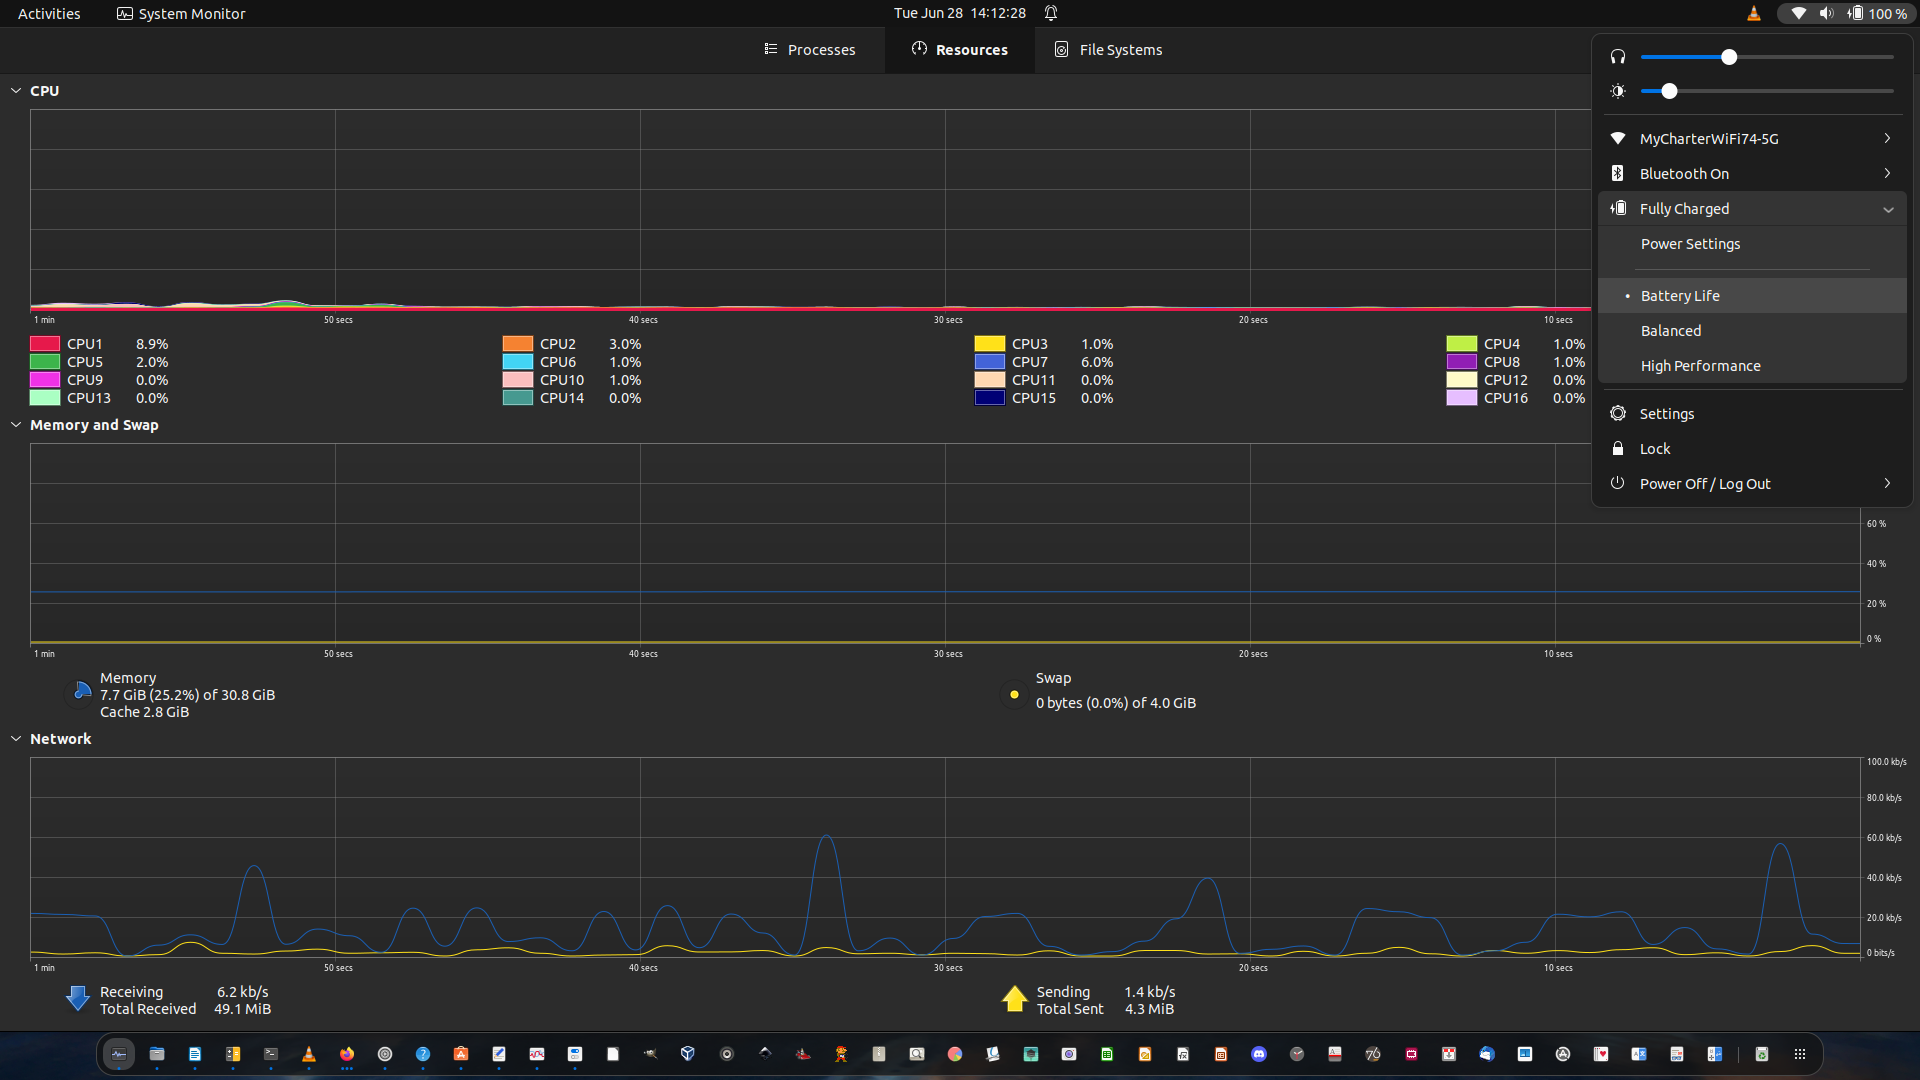 Activities System Monitor Tue Jun 28 14:12:28 100 %
Processes Resources File Systems
CPU
1 min 50 secs 40 secs 30 secs 20 secs 10 secs
CPU1 8.9% CPU2 3.0% CPU3 1.0% CPU4 1.0%
CPU5 2.0% CPU6 1.0% CPU7 6.0% CPU8 1.0%
CPU9 0.0% CPU10 1.0% CPU11 0.0% CPU12 0.0%
CPU13 0.0% CPU14 0.0% CPU15 0.0% CPU16 0.0%
MyCharterWiFi74-5G
Bluetooth On
Fully Charged
Power Settings
Battery Life
Balanced
High Performance
Settings
Lock
Power Off / Log Out
Memory and Swap
60 %
40 %
20 %
0 %
1 min 50 secs 40 secs 30 secs 20 secs 10 secs
Memory
7.7 GiB (25.2%) of 30.8 GiB
Cache 2.8 GiB
Swap
0 bytes (0.0%) of 4.0 GiB
Network
100.0 kb/s
80.0 kb/s
60.0 kb/s
40.0 kb/s
20.0 kb/s
0 bits/s
1 min 50 secs 40 secs 30 secs 20 secs 10 secs
Receiving 6.2 kb/s
Total Received 49.1 MiB
Sending 1.4 kb/s
Total Sent 4.3 MiB